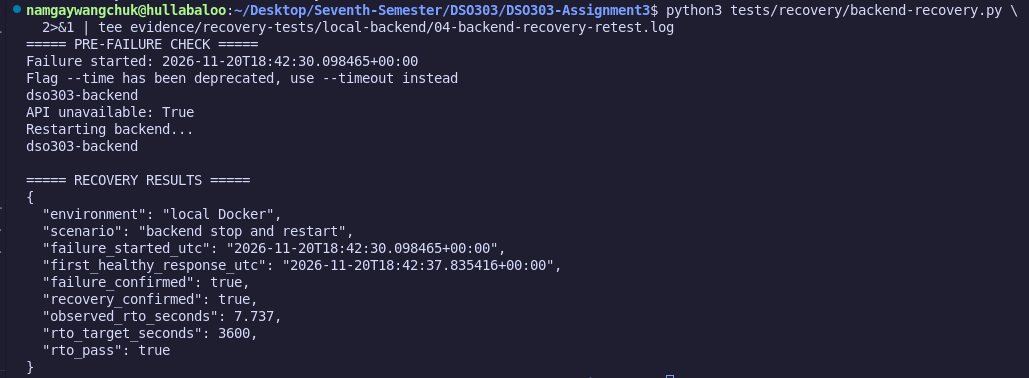 namgaywangchuk@hullabaloo:~/Desktop/Seventh-Semester/DSO303/DSO303-Assignment3$ python3 tests/recovery/backend-recovery.py \
  2>&1 | tee evidence/recovery-tests/local-backend/04-backend-recovery-retest.log
===== PRE-FAILURE CHECK =====
Failure started: 2026-11-20T18:42:30.098465+00:00
Flag --time has been deprecated, use --timeout instead
dso303-backend
API unavailable: True
Restarting backend...
dso303-backend

===== RECOVERY RESULTS =====
{
  "environment": "local Docker",
  "scenario": "backend stop and restart",
  "failure_started_utc": "2026-11-20T18:42:30.098465+00:00",
  "first_healthy_response_utc": "2026-11-20T18:42:37.835416+00:00",
  "failure_confirmed": true,
  "recovery_confirmed": true,
  "observed_rto_seconds": 7.737,
  "rto_target_seconds": 3600,
  "rto_pass": true
}